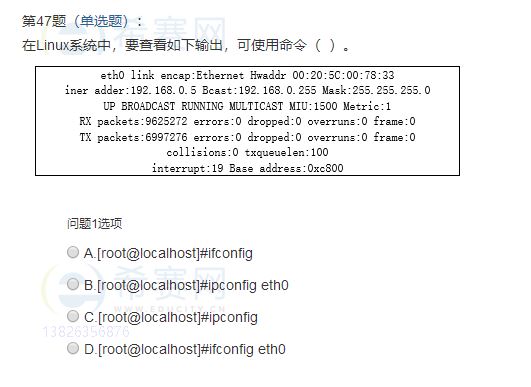 第47题（单选题）：
在Linux系统中，要查看如下输出，可使用命令（ ）。
eth0 link encap:Ethernet Hwaddr 00:20:5C:00:78:33
iner adder:192.168.0.5 Bcast:192.168.0.255 Mask:255.255.255.0
UP BROADCAST RUNNING MULTICAST MIU:1500 Metric:1
RX packets:9625272 errors:0 dropped:0 overruns:0 frame:0
TX packets:6997276 errors:0 dropped:0 overruns:0 frame:0
collisions:0 txqueuelen:100
interrupt:19 Base address:0xc800
问题1选项
A.[root@localhost]#ifconfig
B.[root@localhost]#ipconfig eth0
希赛网
C.[root@localhost]#ipconfig
13826356876
D.[root@localhost]#ifconfig eth0